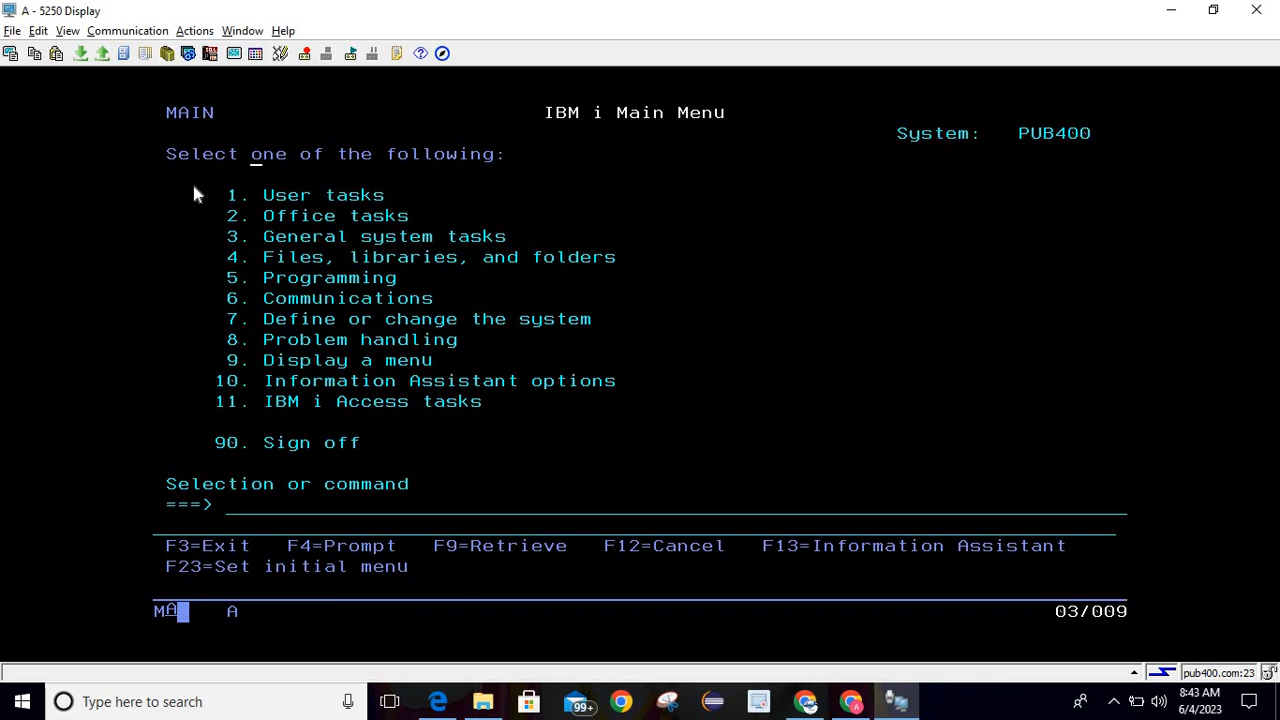 A - 5250 Display
File Edit View Communication Actions Window Help
MAIN IBM i Main Menu
System: PUB400
Select one of the following:
1. User tasks
2. Office tasks
3. General system tasks
4. Files, libraries, and folders
5. Programming
6. Communications
7. Define or change the system
8. Problem handling
9. Display a menu
10. Information Assistant options
11. IBM i Access tasks
90. Sign off
Selection or command
===>
F3=Exit F4=Prompt F9=Retrieve F12=Cancel F13=Information Assistant
F23=Set initial menu
MA A 03/009
pub400.com:23
Type here to search
99+
8:43 AM
6/4/2023